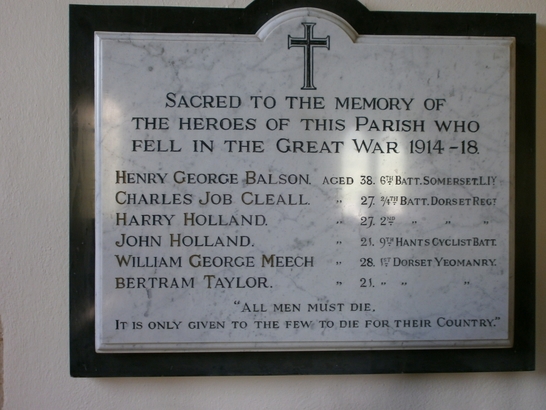 SACRED TO THE MEMORY OF
THE HEROES OF THIS PARISH WHO
FELL IN THE GREAT WAR 1914-18.
HENRY GEORGE BALSON. AGED 38. 6TH BATT. SOMERSET. L.I.
CHARLES JOB CLEALL. " 27. 2/4TH BATT. DORSET REGT
HARRY HOLLAND. " 27. 2ND " " "
JOHN HOLLAND. " 21. 9TH HANTS CYCLIST BATT.
WILLIAM GEORGE MEECH " 28. 1ST DORSET YEOMANRY.
BERTRAM TAYLOR. " 21. " " "
"ALL MEN MUST DIE,
IT IS ONLY GIVEN TO THE FEW TO DIE FOR THEIR COUNTRY."